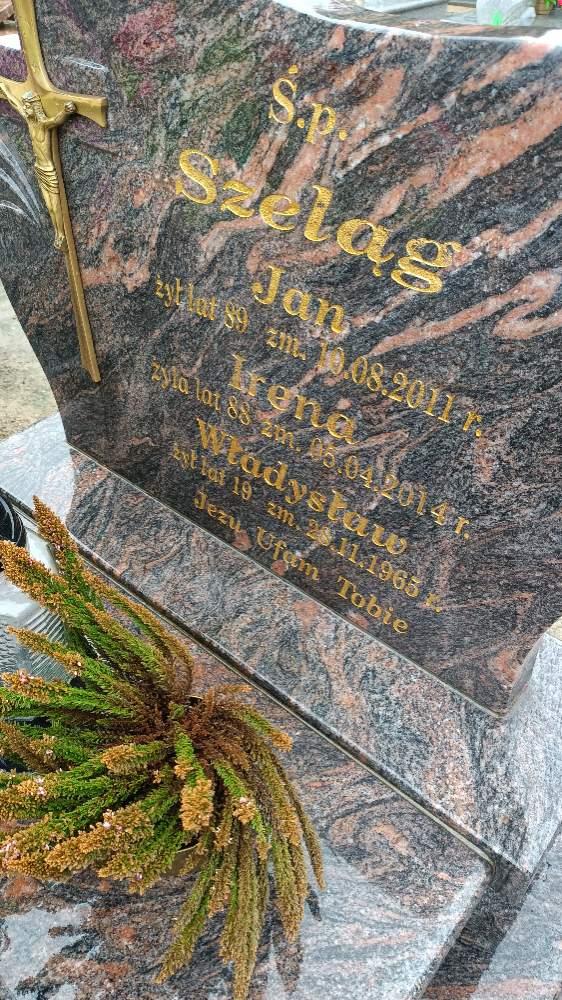 Ś.p.
Szeląg
Jan
żył lat 89 zm. 10.08.2011 r.
Irena
żyła lat 88 zm. 05.04.2014 r.
Władysław
żył lat 19 zm. 28.11.1965 r.
Jezu Ufam Tobie